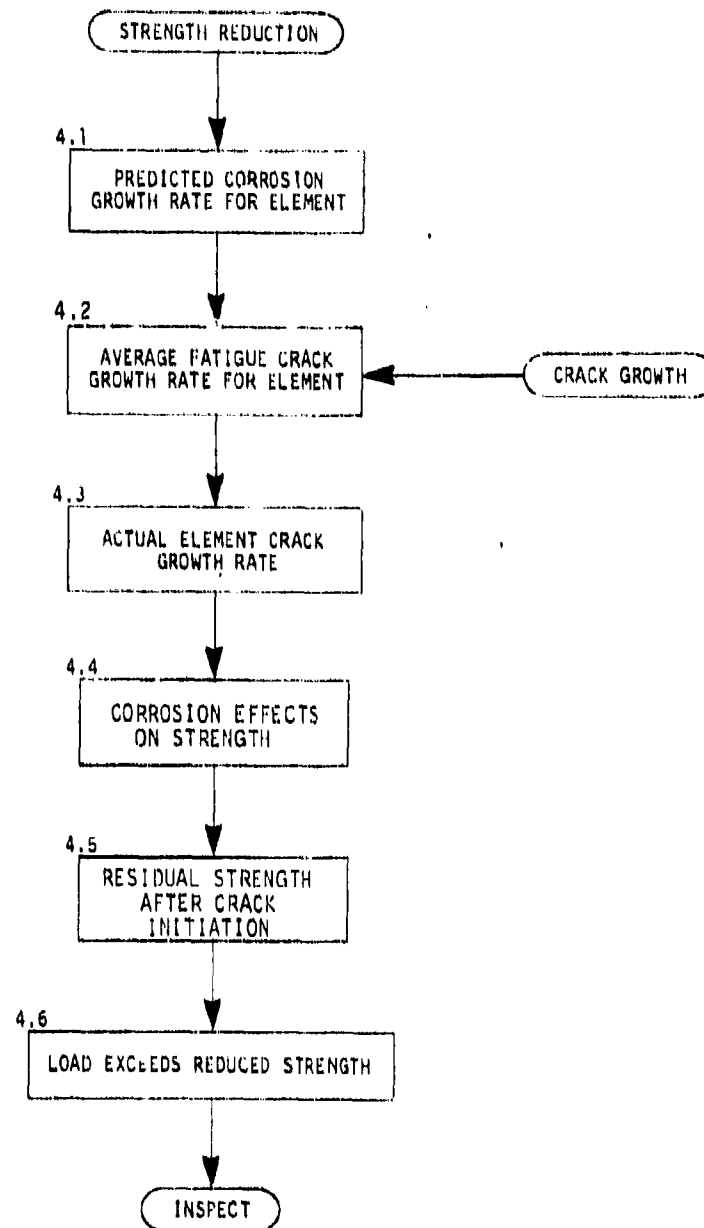 STRENGTH REDUCTION
4.1
PREDICTED CORROSION
GROWTH RATE FOR ELEMENT
4.2
AVERAGE FATIGUE CRACK
GROWTH RATE FOR ELEMENT
CRACK GROWTH
4.3
ACTUAL ELEMENT CRACK
GROWTH RATE
4.4
CORROSION EFFECTS
ON STRENGTH
4.5
RESIDUAL STRENGTH
AFTER CRACK
INITIATION
4.6
LOAD EXCEEDS REDUCED STRENGTH
INSPECT